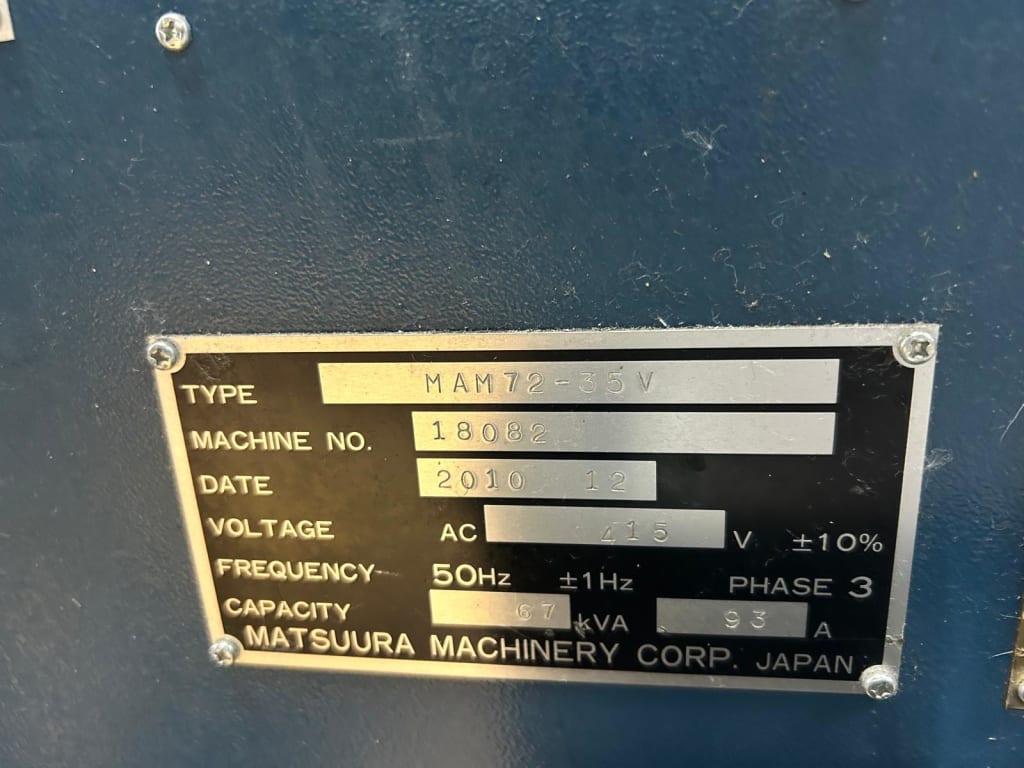 TYPE MAM72-35V
MACHINE NO. 18082
DATE 2010 12
VOLTAGE AC 415 V ±10%
FREQUENCY 50Hz ±1Hz PHASE 3
CAPACITY 67 kVA 93 A
MATSUURA MACHINERY CORP. JAPAN